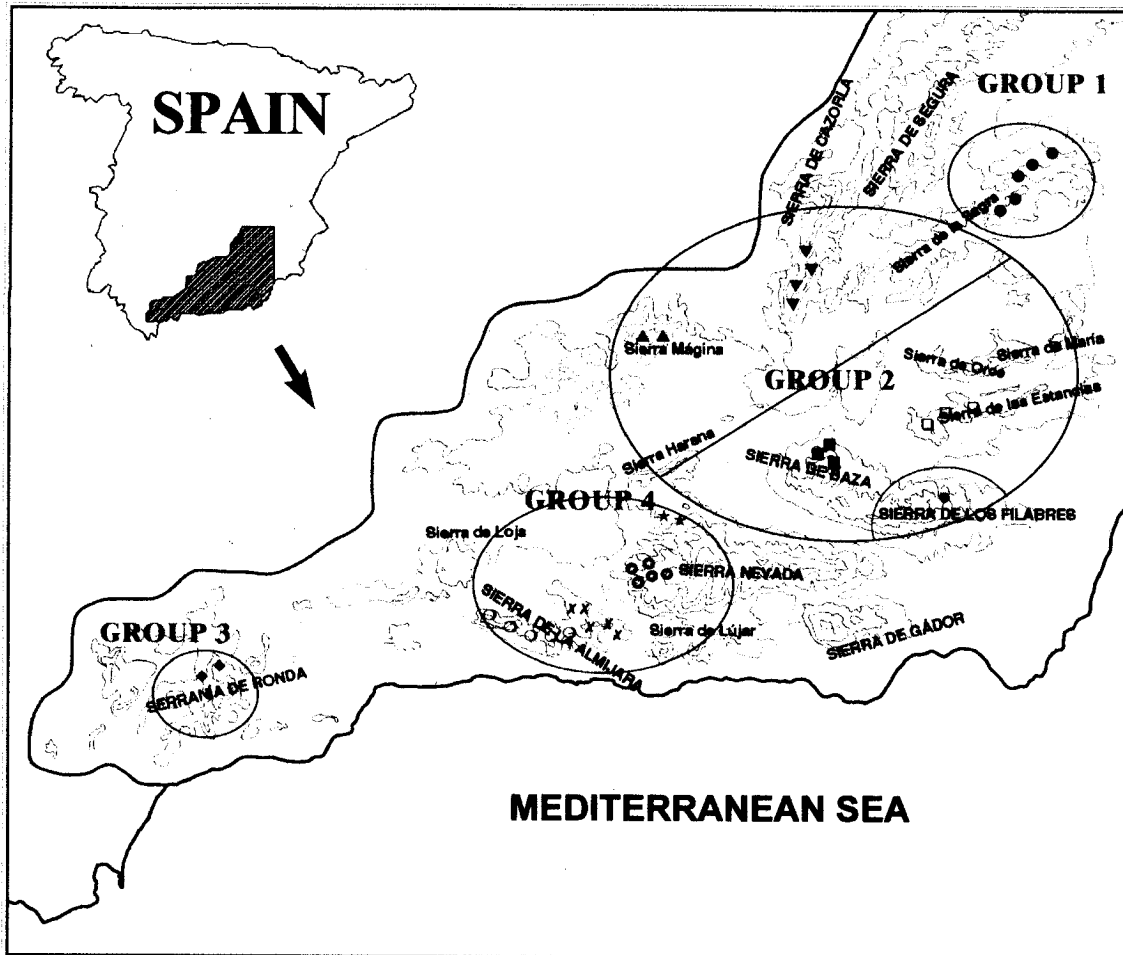 SPAIN
GROUP 1
SIERRA DE CAZORLA
SIERRA DE SEGURA
Sierra de la Sagra
Sierra Mágina
Sierra de Orce
Sierra de María
GROUP 2
Sierra de las Estancias
Sierra Harana
SIERRA DE BAZA
GROUP 4
SIERRA DE LOS FILABRES
Sierra de Loja
SIERRA NEVADA
SIERRA DE LA ALMIJARA
Sierra de Lújar
SIERRA DE GÁDOR
GROUP 3
SERRANIA DE RONDA
MEDITERRANEAN SEA